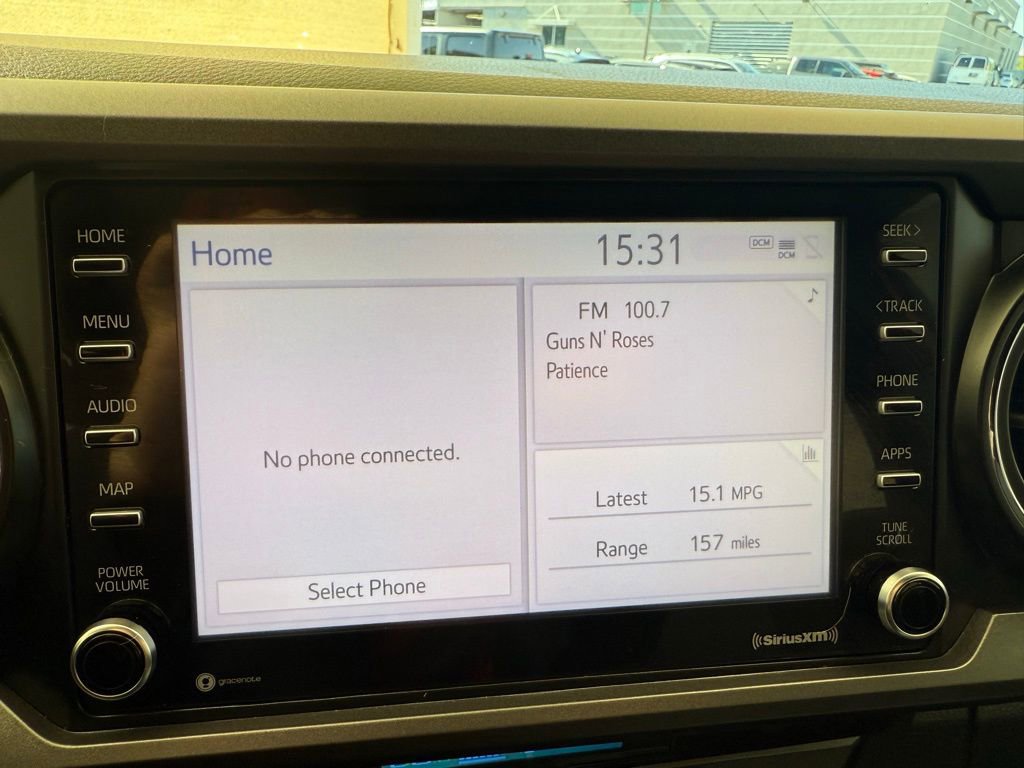 HOME
MENU
AUDIO
MAP
POWER
VOLUME
Home
15:31
DCM
DCM
No phone connected.
Select Phone
FM 100.7
Guns N' Roses
Patience
Latest 15.1 MPG
Range 157 miles
SEEK >
< TRACK
PHONE
APPS
TUNE
SCROLL
gracenote
((SiriusXM))